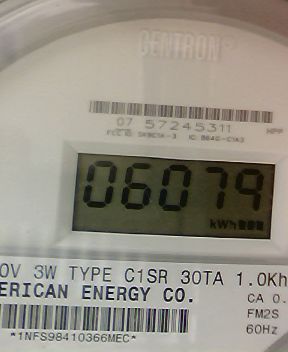 CENTRON®
07 57245311
06079
kWh
0V 3W TYPE C1SR 30TA 1.0Kh
ERICAN ENERGY CO.
CA 0.
FM2S
60Hz
*1NFS98410366MEC*